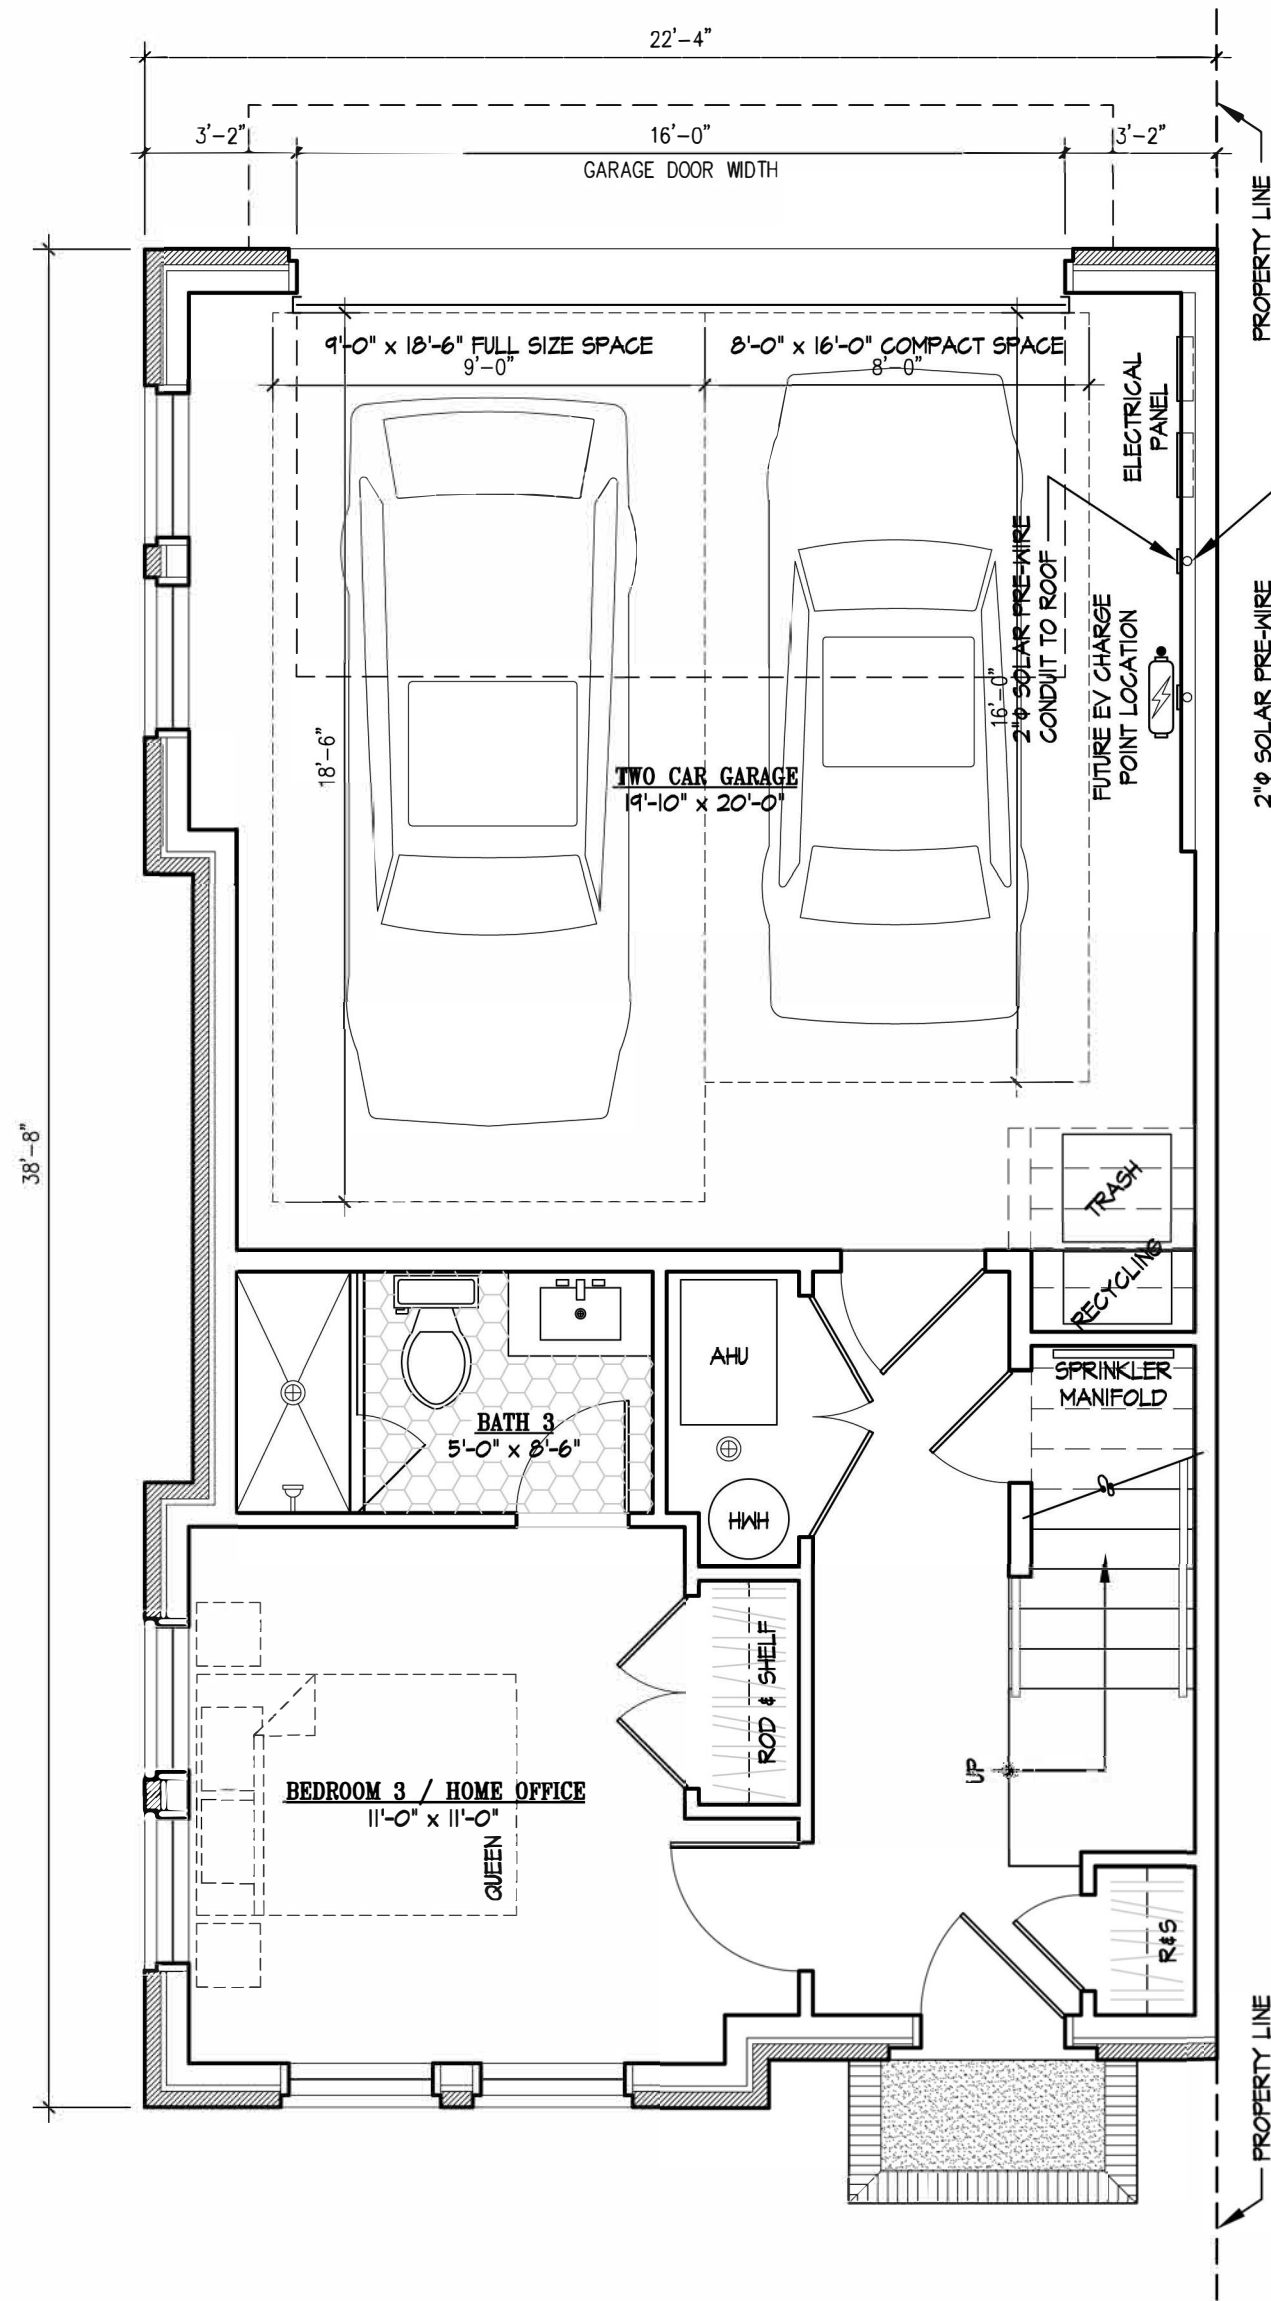 22'-4"
3'-2"
16'-0"
3'-2"
GARAGE DOOR WIDTH
PROPERTY LINE
9'-0" x 18'-6" FULL SIZE SPACE
8'-0" x 16'-0" COMPACT SPACE
9'-0"
8'-0"
ELECTRICAL
PANEL
2"Φ SOLAR PRE-WIRE
CONDUIT TO ROOF
FUTURE EV CHARGE
POINT LOCATION
2"Φ SOLAR PRE-WIRE
16'-0"
18'-6"
TWO CAR GARAGE
19'-10" x 20'-0"
38'-8"
TRASH
RECYCLING
AHU
SPRINKLER
MANIFOLD
BATH 3
5'-0" x 8'-6"
HWH
ROD & SHELF
UP
BEDROOM 3 / HOME OFFICE
11'-0" x 11'-0"
QUEEN
R&S
PROPERTY LINE